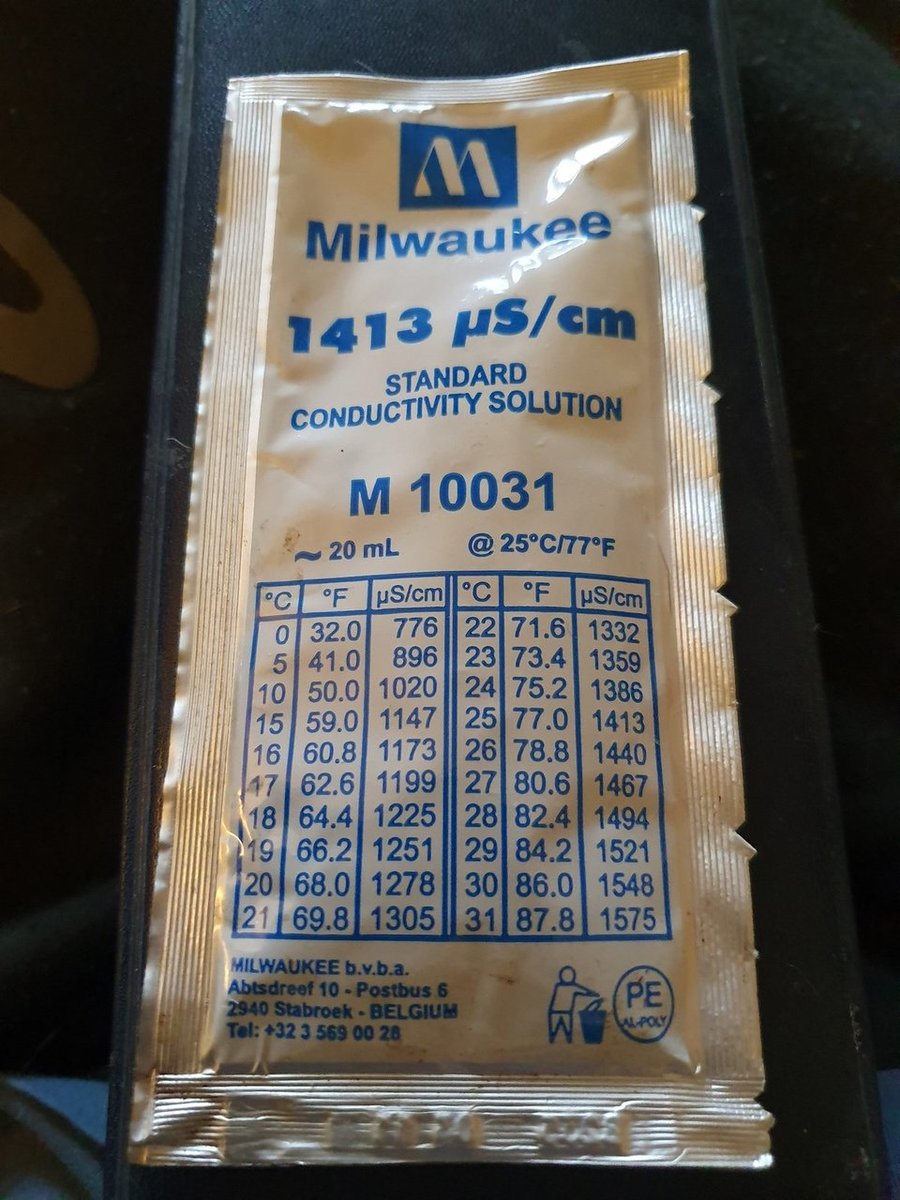 M
Milwaukee
1413 µS/cm
STANDARD
CONDUCTIVITY SOLUTION
M 10031
~ 20 mL @ 25°C/77°F
°C °F µS/cm °C °F µS/cm
0 32.0 776 22 71.6 1332
5 41.0 896 23 73.4 1359
10 50.0 1020 24 75.2 1386
15 59.0 1147 25 77.0 1413
16 60.8 1173 26 78.8 1440
17 62.6 1199 27 80.6 1467
18 64.4 1225 28 82.4 1494
19 66.2 1251 29 84.2 1521
20 68.0 1278 30 86.0 1548
21 69.8 1305 31 87.8 1575
MILWAUKEE b.v.b.a.
Abtsdreef 10 - Postbus 6
2940 Stabroek - BELGIUM
Tel: +32 3 569 00 28
PE
AL-POLY